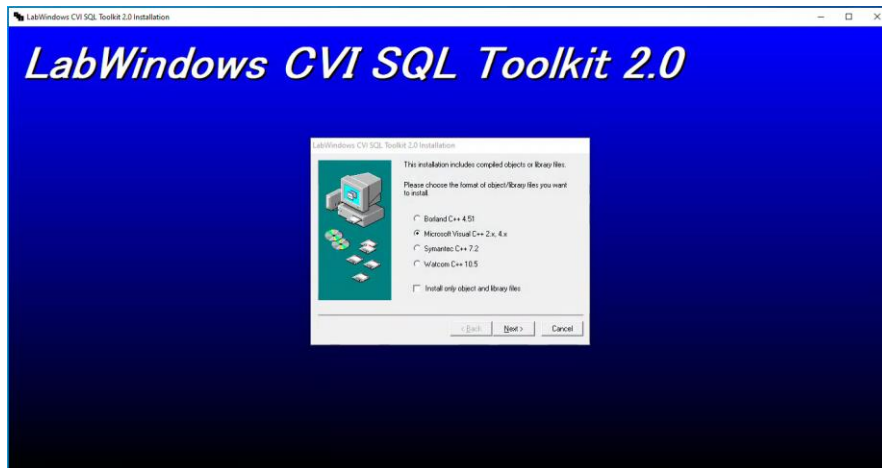 LabWindows CVI SQL Toolkit 2.0 Installation
LabWindows CVI SQL Toolkit 2.0
LabWindows CVI SQL Toolkit 2.0 Installation
This installation includes compiled objects or library files.
Please choose the format of object/library files you want
to install.
Borland C++ 4.51
Microsoft Visual C++ 2.x, 4.x
Symantec C++ 7.2
Watcom C++ 10.5
Install only object and library files
< Back Next > Cancel